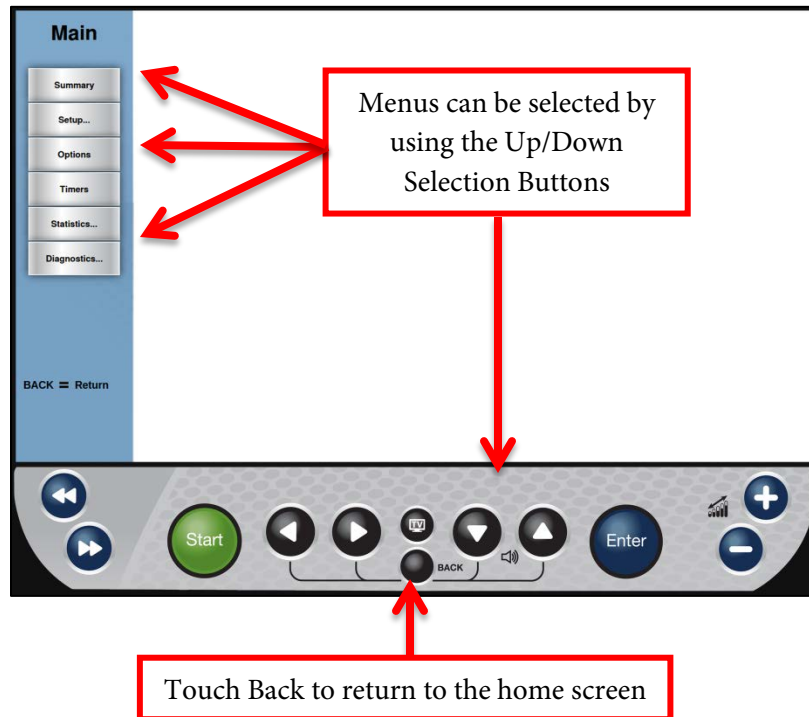 Main
Summary
Setup...
Options
Timers
Statistics...
Diagnostics...
BACK = Return
Menus can be selected by
using the Up/Down
Selection Buttons
Start
TV
BACK
Enter
Touch Back to return to the home screen